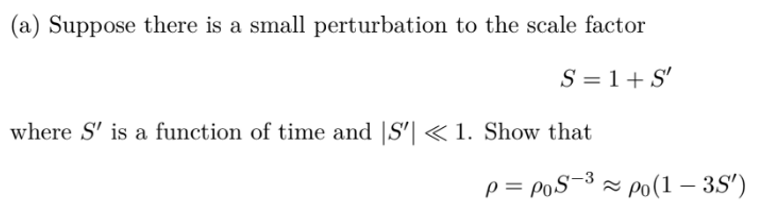 (a) Suppose there is a small perturbation to the scale factor
S = 1 + S′
where S′ is a function of time and |S′| ≪ 1. Show that
ρ = ρ₀S⁻³ ≈ ρ₀(1 − 3S′)